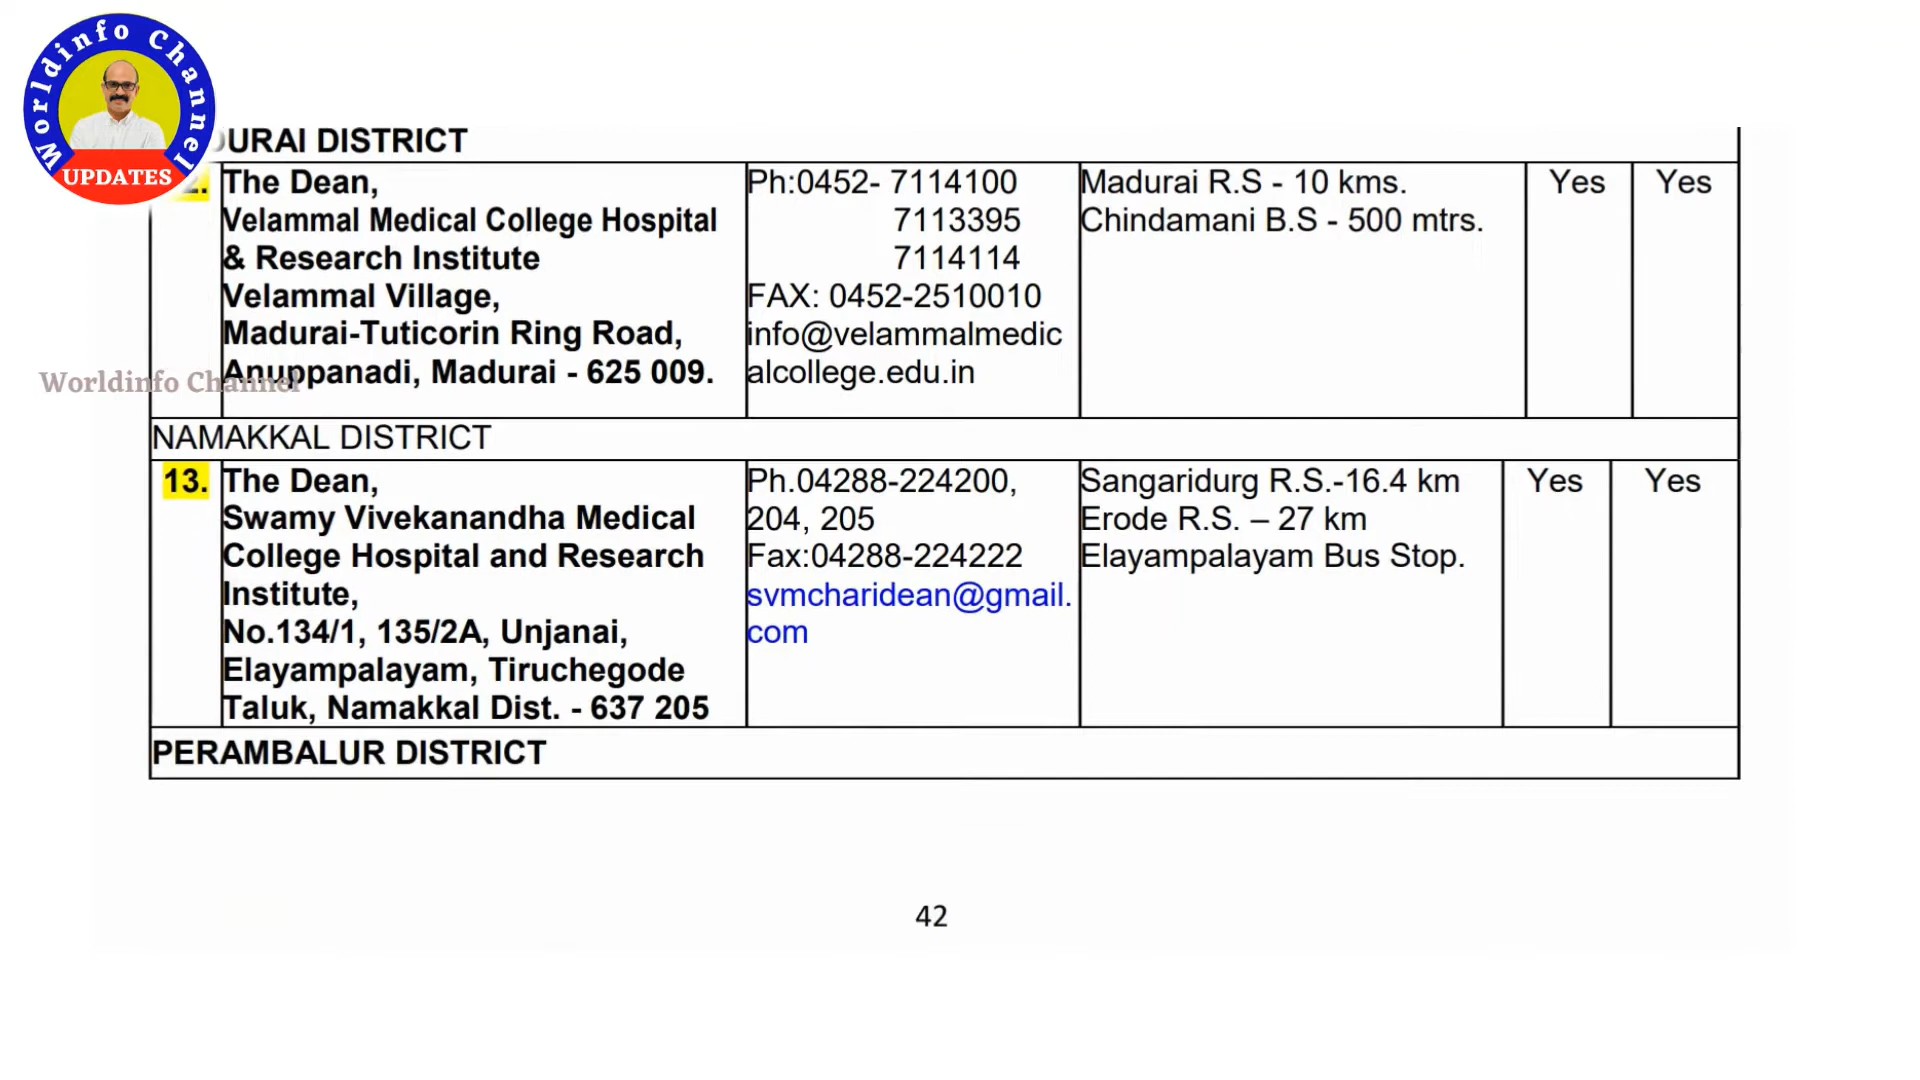 Worldinfo Channel
UPDATES
DURAI DISTRICT
2. The Dean, Ph:0452- 7114100 Madurai R.S - 10 kms. Yes Yes
Velammal Medical College Hospital 7113395 Chindamani B.S - 500 mtrs.
& Research Institute 7114114
Velammal Village, FAX: 0452-2510010
Madurai-Tuticorin Ring Road, info@velammalmedic
Anuppanadi, Madurai - 625 009. alcollege.edu.in
Worldinfo Channel
NAMAKKAL DISTRICT
13. The Dean, Ph.04288-224200, Sangaridurg R.S.-16.4 km Yes Yes
Swamy Vivekanandha Medical 204, 205 Erode R.S. – 27 km
College Hospital and Research Fax:04288-224222 Elayampalayam Bus Stop.
Institute, svmcharidean@gmail.
No.134/1, 135/2A, Unjanai, com
Elayampalayam, Tiruchegode
Taluk, Namakkal Dist. - 637 205
PERAMBALUR DISTRICT
42